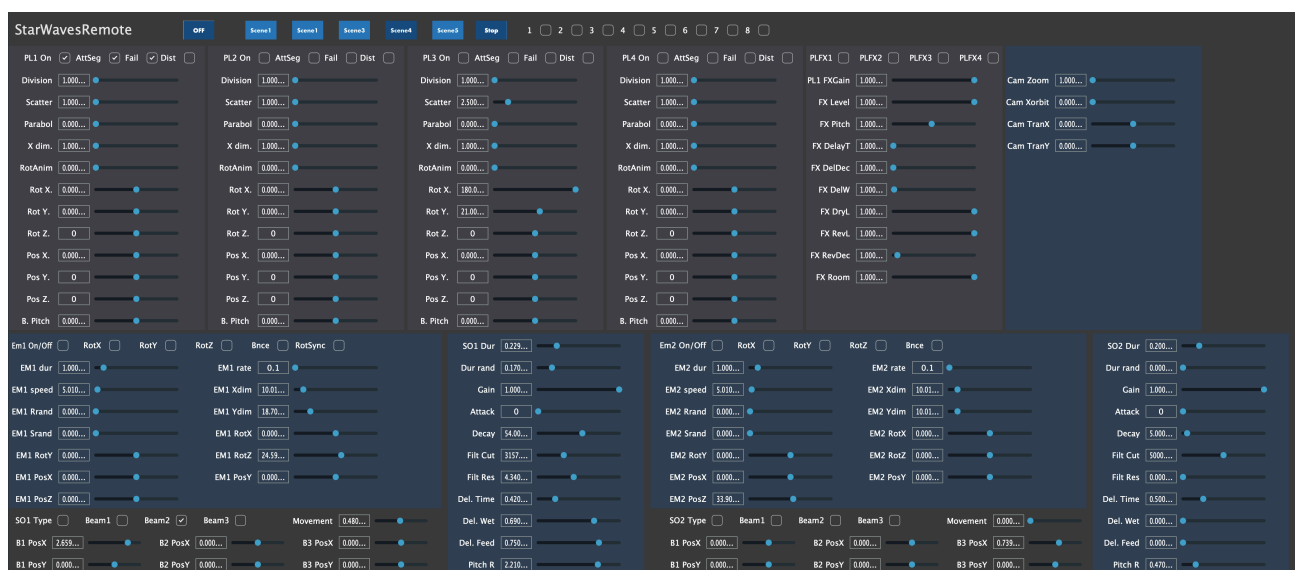 StarWavesRemote OFF Scene1 Scene1 Scene3 Scene4 Scene5 Stop 1 2 3 4 5 6 7 8
PL1 On AttSeg Fail Dist PL2 On AttSeg Fail Dist PL3 On AttSeg Fail Dist PL4 On AttSeg Fail Dist PLFX1 PLFX2 PLFX3 PLFX4
Division 1.000... Division 1.000... Division 1.000... Division 1.000... PL1 FXGain 1.000... Cam Zoom 1.000...
Scatter 1.000... Scatter 1.000... Scatter 2.500... Scatter 1.000... FX Level 1.000... Cam Xorbit 0.000...
Parabol 0.000... Parabol 0.000... Parabol 0.000... Parabol 0.000... FX Pitch 1.000... Cam TranX 0.000...
X dim. 1.000... X dim. 1.000... X dim. 1.000... X dim. 1.000... FX DelayT 1.000... Cam TranY 0.000...
RotAnim 0.000... RotAnim 0.000... RotAnim 0.000... RotAnim 0.000... FX DelDec 1.000...
Rot X. 0.000... Rot X. 0.000... Rot X. 180.0... Rot X. 0.000... FX DelW 1.000...
Rot Y. 0.000... Rot Y. 0.000... Rot Y. 21.00... Rot Y. 0.000... FX DryL 1.000...
Rot Z. 0 Rot Z. 0 Rot Z. 0 Rot Z. 0 FX RevL 1.000...
Pos X. 0.000... Pos X. 0.000... Pos X. 0.000... Pos X. 0.000... FX RevDec 1.000...
Pos Y. 0 Pos Y. 0 Pos Y. 0 Pos Y. 0 FX Room 1.000...
Pos Z. 0 Pos Z. 0 Pos Z. 0 Pos Z. 0
B. Pitch 0.000... B. Pitch 0.000... B. Pitch 0.000... B. Pitch 0.000...
Em1 On/Off RotX RotY RotZ Bnce RotSync SO1 Dur 0.229... Em2 On/Off RotX RotY RotZ Bnce SO2 Dur 0.200...
EM1 dur 1.000... EM1 rate 0.1 Dur rand 0.170... EM2 dur 1.000... EM2 rate 0.1 Dur rand 0.000...
EM1 speed 5.010... EM1 Xdim 10.01... Gain 1.000... EM2 speed 5.010... EM2 Xdim 10.01... Gain 1.000...
EM1 Rrand 0.000... EM1 Ydim 18.70... Attack 0 EM2 Rrand 0.000... EM2 Ydim 10.01... Attack 0
EM1 Srand 0.000... EM1 RotX 0.000... Decay 54.00... EM2 Srand 0.000... EM2 RotX 0.000... Decay 5.000...
EM1 RotY 0.000... EM1 RotZ 24.59... Filt Cut 3157.... EM2 RotY 0.000... EM2 RotZ 0.000... Filt Cut 5000....
EM1 PosX 0.000... EM1 PosY 0.000... Filt Res 4.340... EM2 PosX 0.000... EM2 PosY 0.000... Filt Res 0.000...
EM1 PosZ 0.000... Del. Time 0.420... EM2 PosZ 33.90... Del. Time 0.500...
SO1 Type Beam1 Beam2 Beam3 Movement 0.480... Del. Wet 0.690... SO2 Type Beam1 Beam2 Beam3 Movement 0.000... Del. Wet 0.000...
B1 PosX 2.659... B2 PosX 0.000... B3 PosX 0.000... Del. Feed 0.750... B1 PosX 0.000... B2 PosX 0.000... B3 PosX 0.739... Del. Feed 0.000...
B1 PosY 0.000... B2 PosY 0.000... B3 PosY 0.000... Pitch R 2.210... B1 PosY 0.000... B2 PosY 0.000... B3 PosY 0.000... Pitch R 0.470...